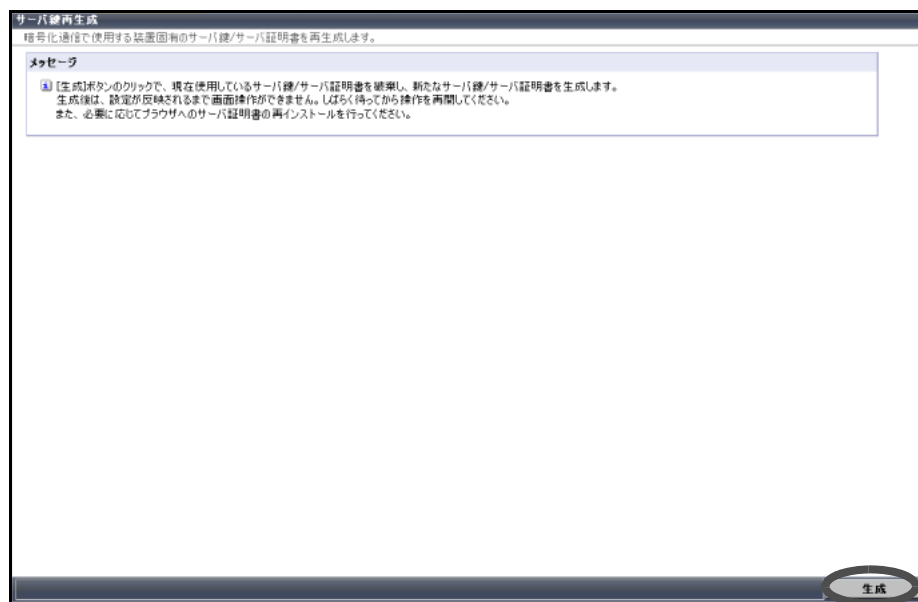 サーバ鍵再生成
暗号化通信で使用する装置固有のサーバ鍵/サーバ証明書を再生成します。
メッセージ
[生成]ボタンのクリックで、現在使用しているサーバ鍵/サーバ証明書を破棄し、新たなサーバ鍵/サーバ証明書を生成します。
生成後は、設定が反映されるまで画面操作ができません。しばらく待ってから操作を再開してください。
また、必要に応じてブラウザへのサーバ証明書の再インストールを行ってください。
生成